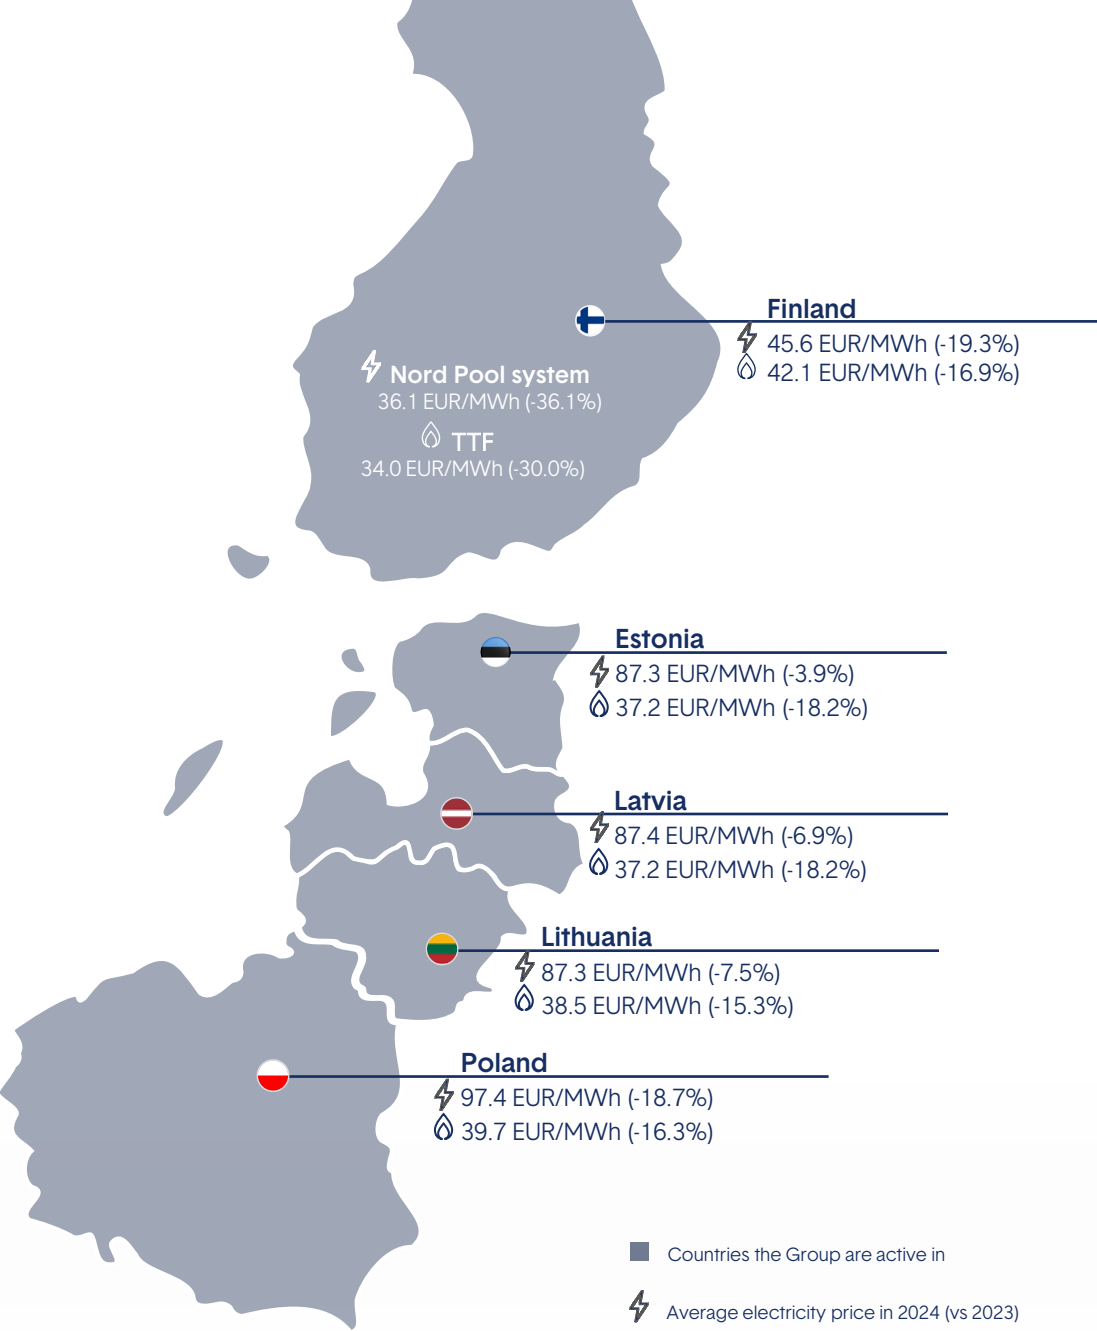 Finland
45.6 EUR/MWh (-19.3%)
42.1 EUR/MWh (-16.9%)
Nord Pool system
36.1 EUR/MWh (-36.1%)
TTF
34.0 EUR/MWh (-30.0%)
Estonia
87.3 EUR/MWh (-3.9%)
37.2 EUR/MWh (-18.2%)
Latvia
87.4 EUR/MWh (-6.9%)
37.2 EUR/MWh (-18.2%)
Lithuania
87.3 EUR/MWh (-7.5%)
38.5 EUR/MWh (-15.3%)
Poland
97.4 EUR/MWh (-18.7%)
39.7 EUR/MWh (-16.3%)
Countries the Group are active in
Average electricity price in 2024 (vs 2023)